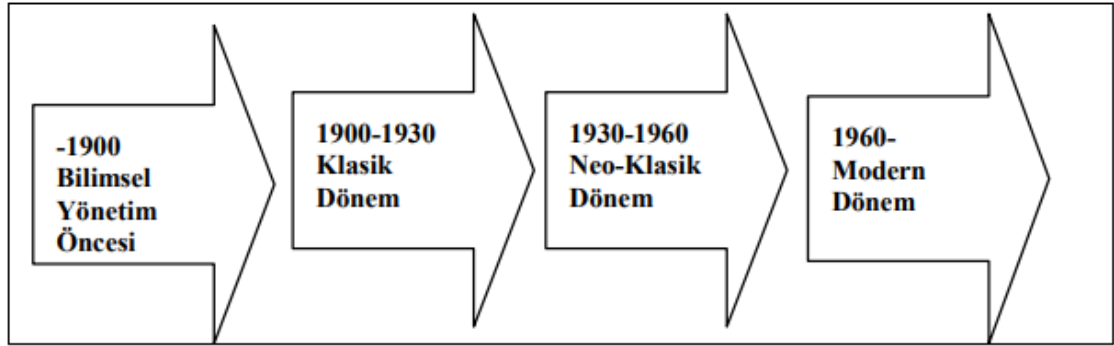 -1900
Bilimsel
Yönetim
Öncesi
1900-1930
Klasik
Dönem
1930-1960
Neo-Klasik
Dönem
1960-
Modern
Dönem